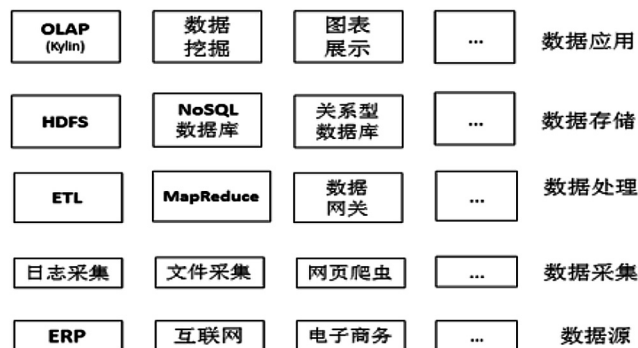 OLAP
(Kylin)
数据
挖掘
图表
展示
...
数据应用
HDFS
NoSQL
数据库
关系型
数据库
...
数据存储
ETL
MapReduce
数据
网关
...
数据处理
日志采集
文件采集
网页爬虫
...
数据采集
ERP
互联网
电子商务
...
数据源